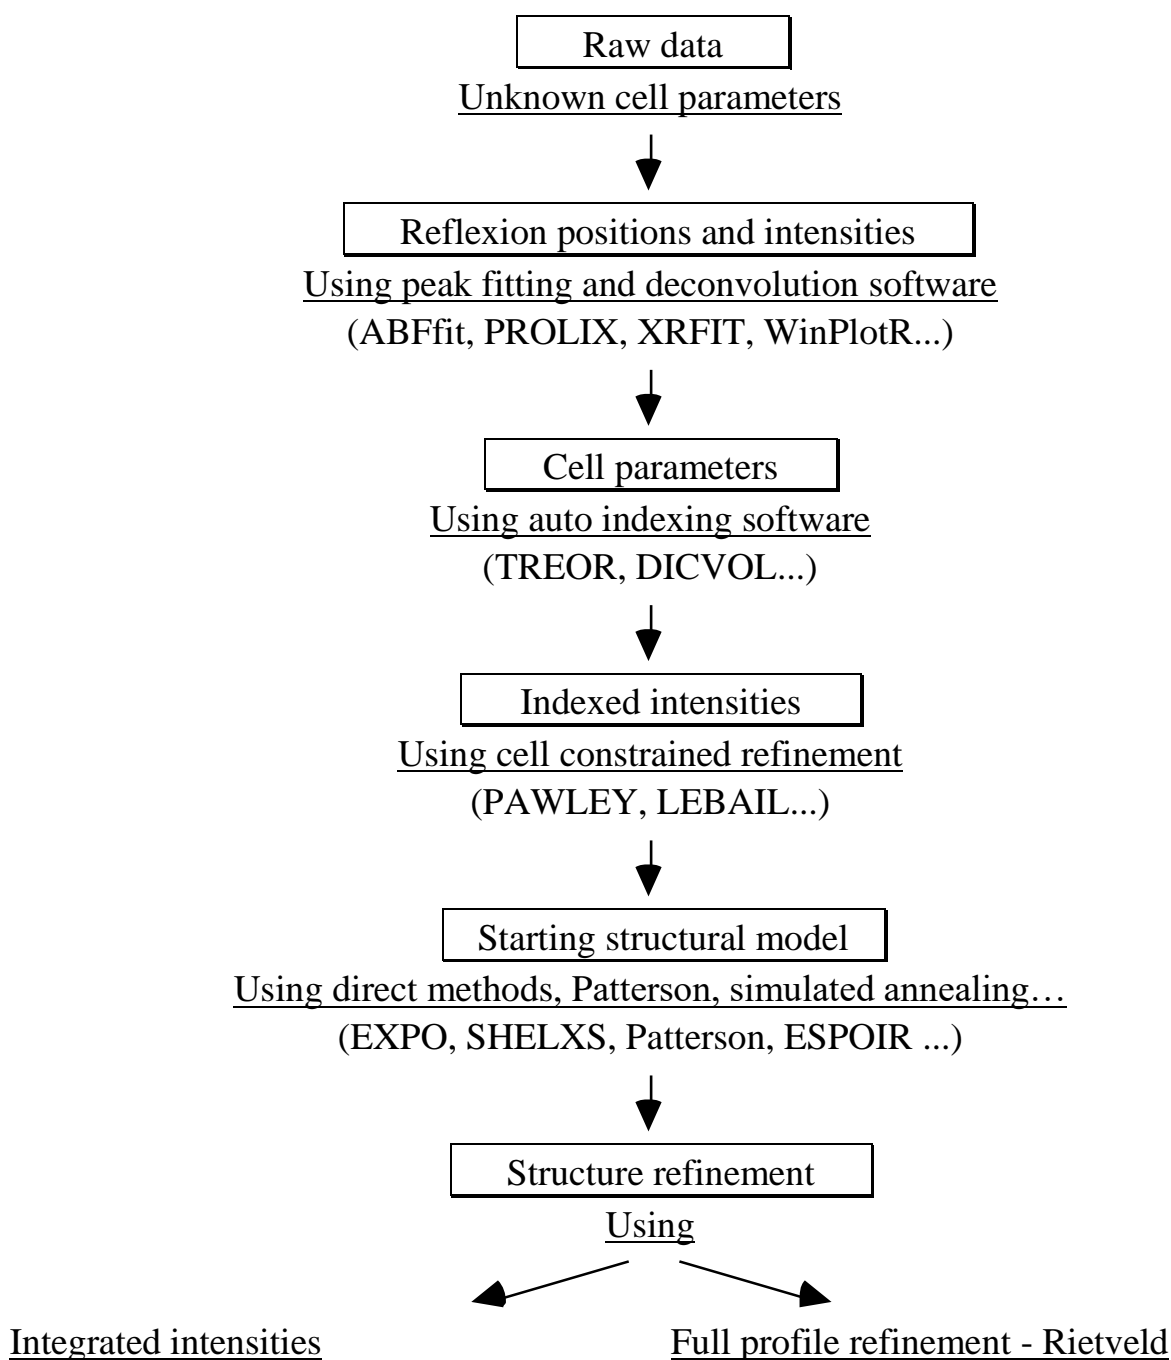 Raw data
Unknown cell parameters
Reflexion positions and intensities
Using peak fitting and deconvolution software
(ABFfit, PROLIX, XRFIT, WinPlotR...)
Cell parameters
Using auto indexing software
(TREOR, DICVOL...)
Indexed intensities
Using cell constrained refinement
(PAWLEY, LEBAIL...)
Starting structural model
Using direct methods, Patterson, simulated annealing…
(EXPO, SHELXS, Patterson, ESPOIR ...)
Structure refinement
Using
Integrated intensities
Full profile refinement - Rietveld